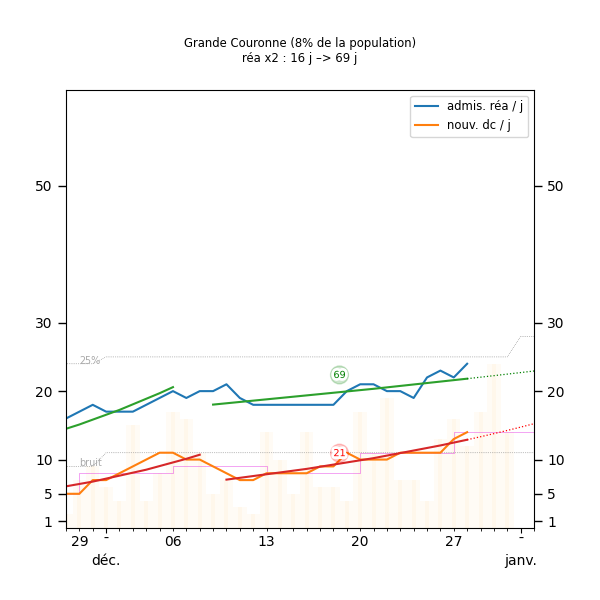 Grande Couronne (8% de la population)
réa x2 : 16 j –> 69 j
admis. réa / j
nouv. dc / j
50 50
30 30
25%
69
20 20
21
bruit
10 10
5 5
1 1
29 - 06 13 20 27 -
déc. janv.